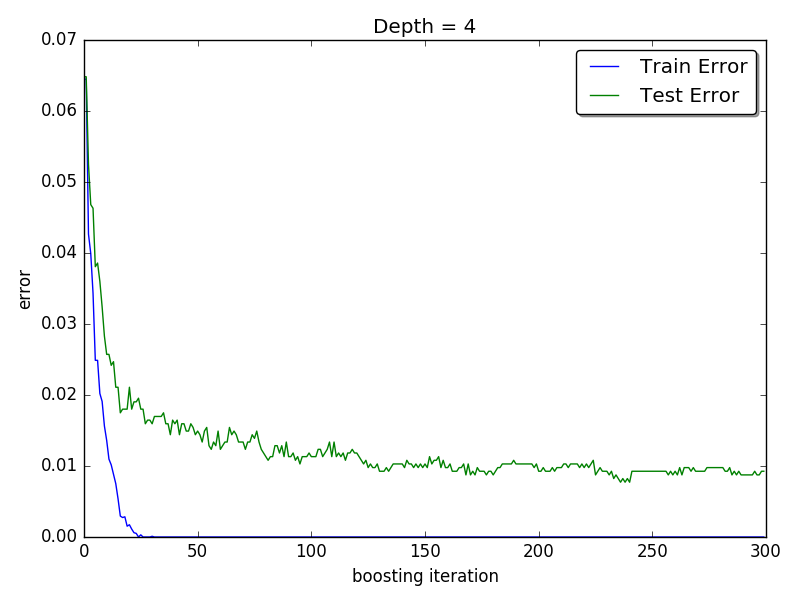 Depth = 4
Train Error
Test Error
error
0.07
0.06
0.05
0.04
0.03
0.02
0.01
0.00
0 50 100 150 200 250 300
boosting iteration